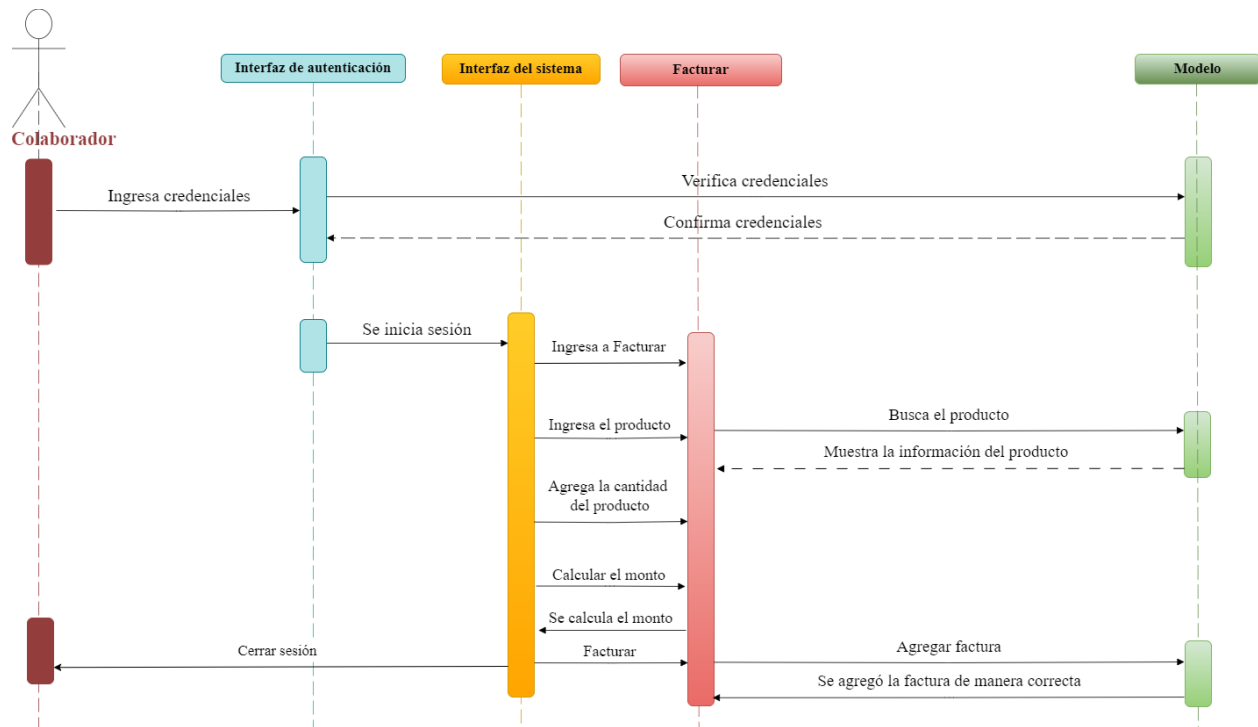 Interfaz de autenticación
Interfaz del sistema
Facturar
Modelo
Colaborador
Ingresa credenciales
Verifica credenciales
Confirma credenciales
Se inicia sesión
Ingresa a Facturar
Ingresa el producto
Busca el producto
Muestra la información del producto
Agrega la cantidad
del producto
Calcular el monto
Se calcula el monto
Cerrar sesión
Facturar
Agregar factura
Se agregó la factura de manera correcta